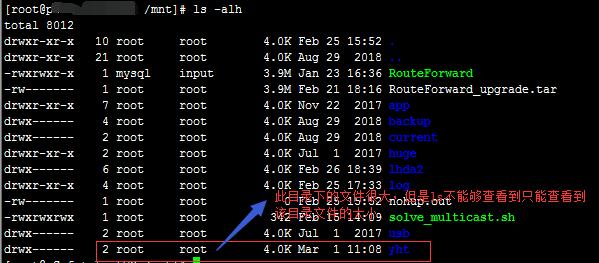 [root@p /mnt]# ls -alh
total 8012
drwxr-xr-x 10 root root 4.0K Feb 25 15:52 .
drwxr-xr-x 21 root root 4.0K Aug 29 2018 ..
-rwxrwxrwx 1 mysql input 3.9M Jan 23 16:36 RouteForward
-rw------- 1 root root 3.9M Feb 21 18:16 RouteForward_upgrade.tar
drwxr-xr-x 7 root root 4.0K Nov 22 2017 app
drwx------ 4 root root 4.0K Aug 29 2018 backup
drwx------ 2 root root 4.0K Aug 29 2018 current
drwxr-xr-x 2 root root 4.0K Jul 1 2017 huge
drwx------ 6 root root 4.0K Feb 26 18:39 lhda2
drwxr-xr-x 4 root root 4.0K Feb 25 17:33 log
此目录下的文件很大，但是ls不能够查看到只能查看到
-rw------- 1 root root 0 Feb 25 15:52 nohup.out
该目录文件的大小
-rwxrwxrwx 1 root root 342 Feb 14:09 solve_multicast.sh
drwx------ 2 root root 4.0K Jul 1 2017 usb
drwx------ 2 root root 4.0K Mar 1 11:08 yht